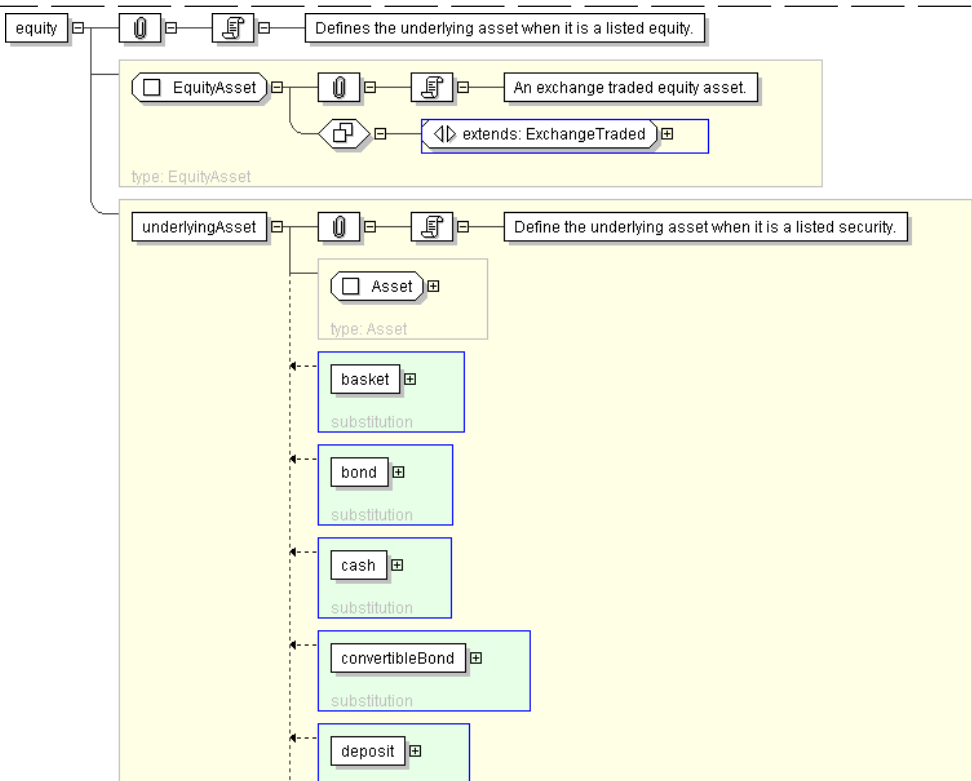 equity
Defines the underlying asset when it is a listed equity.
EquityAsset
An exchange traded equity asset.
extends: ExchangeTraded
type: EquityAsset
underlyingAsset
Define the underlying asset when it is a listed security.
Asset
type: Asset
basket
substitution
bond
substitution
cash
substitution
convertibleBond
substitution
deposit